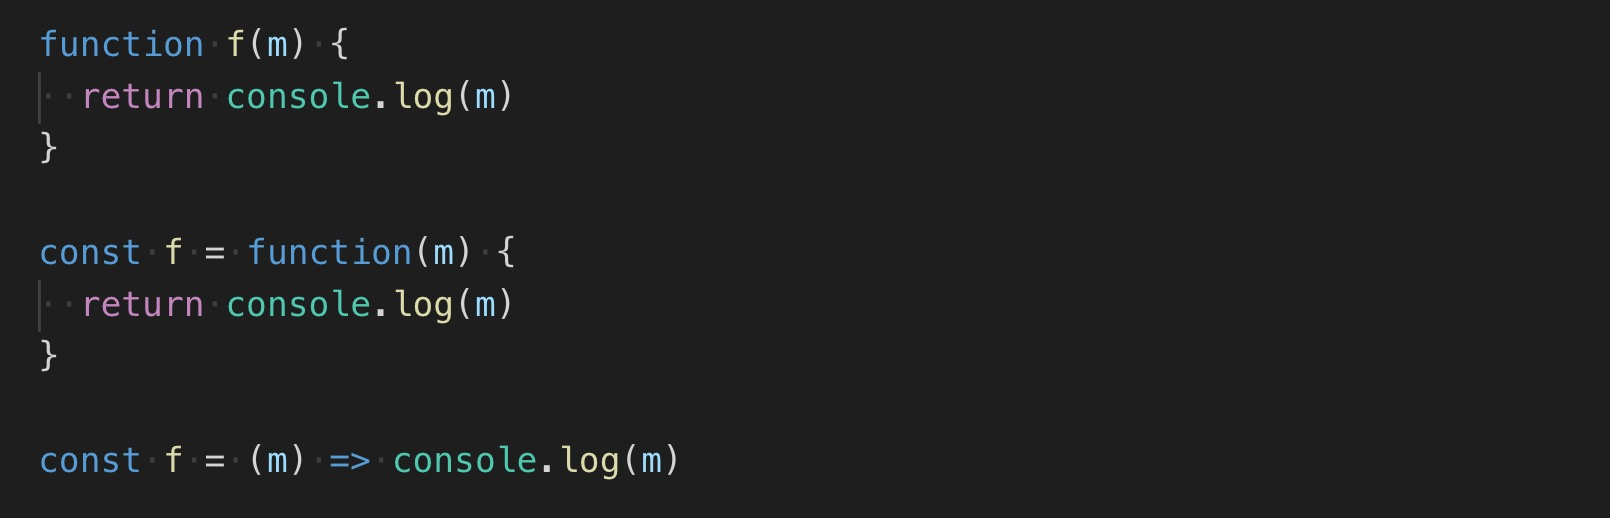 function f(m) {
  return console.log(m)
}

const f = function(m) {
  return console.log(m)
}

const f = (m) => console.log(m)